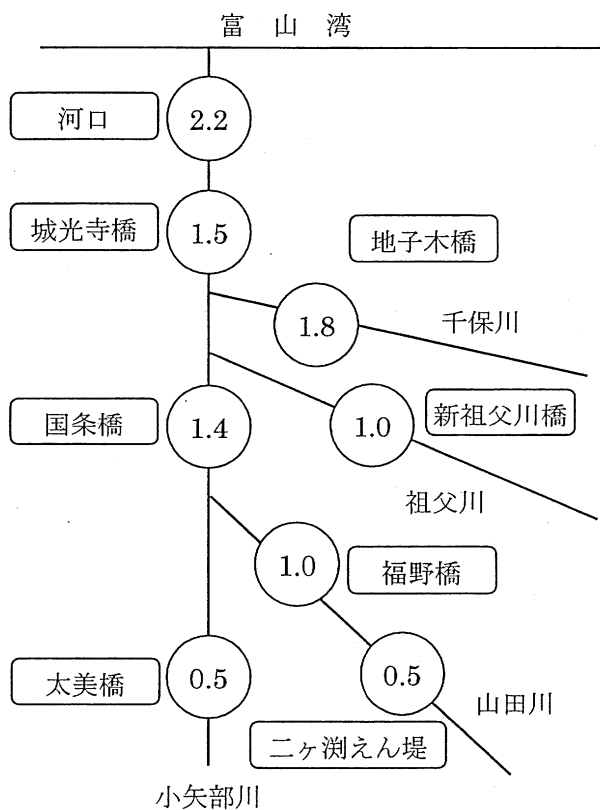 富山湾
河口
2.2
城光寺橋
1.5
地子木橋
1.8
千保川
国条橋
1.4
1.0
新祖父川橋
祖父川
1.0
福野橋
太美橋
0.5
0.5
山田川
二ヶ渕えん堤
小矢部川